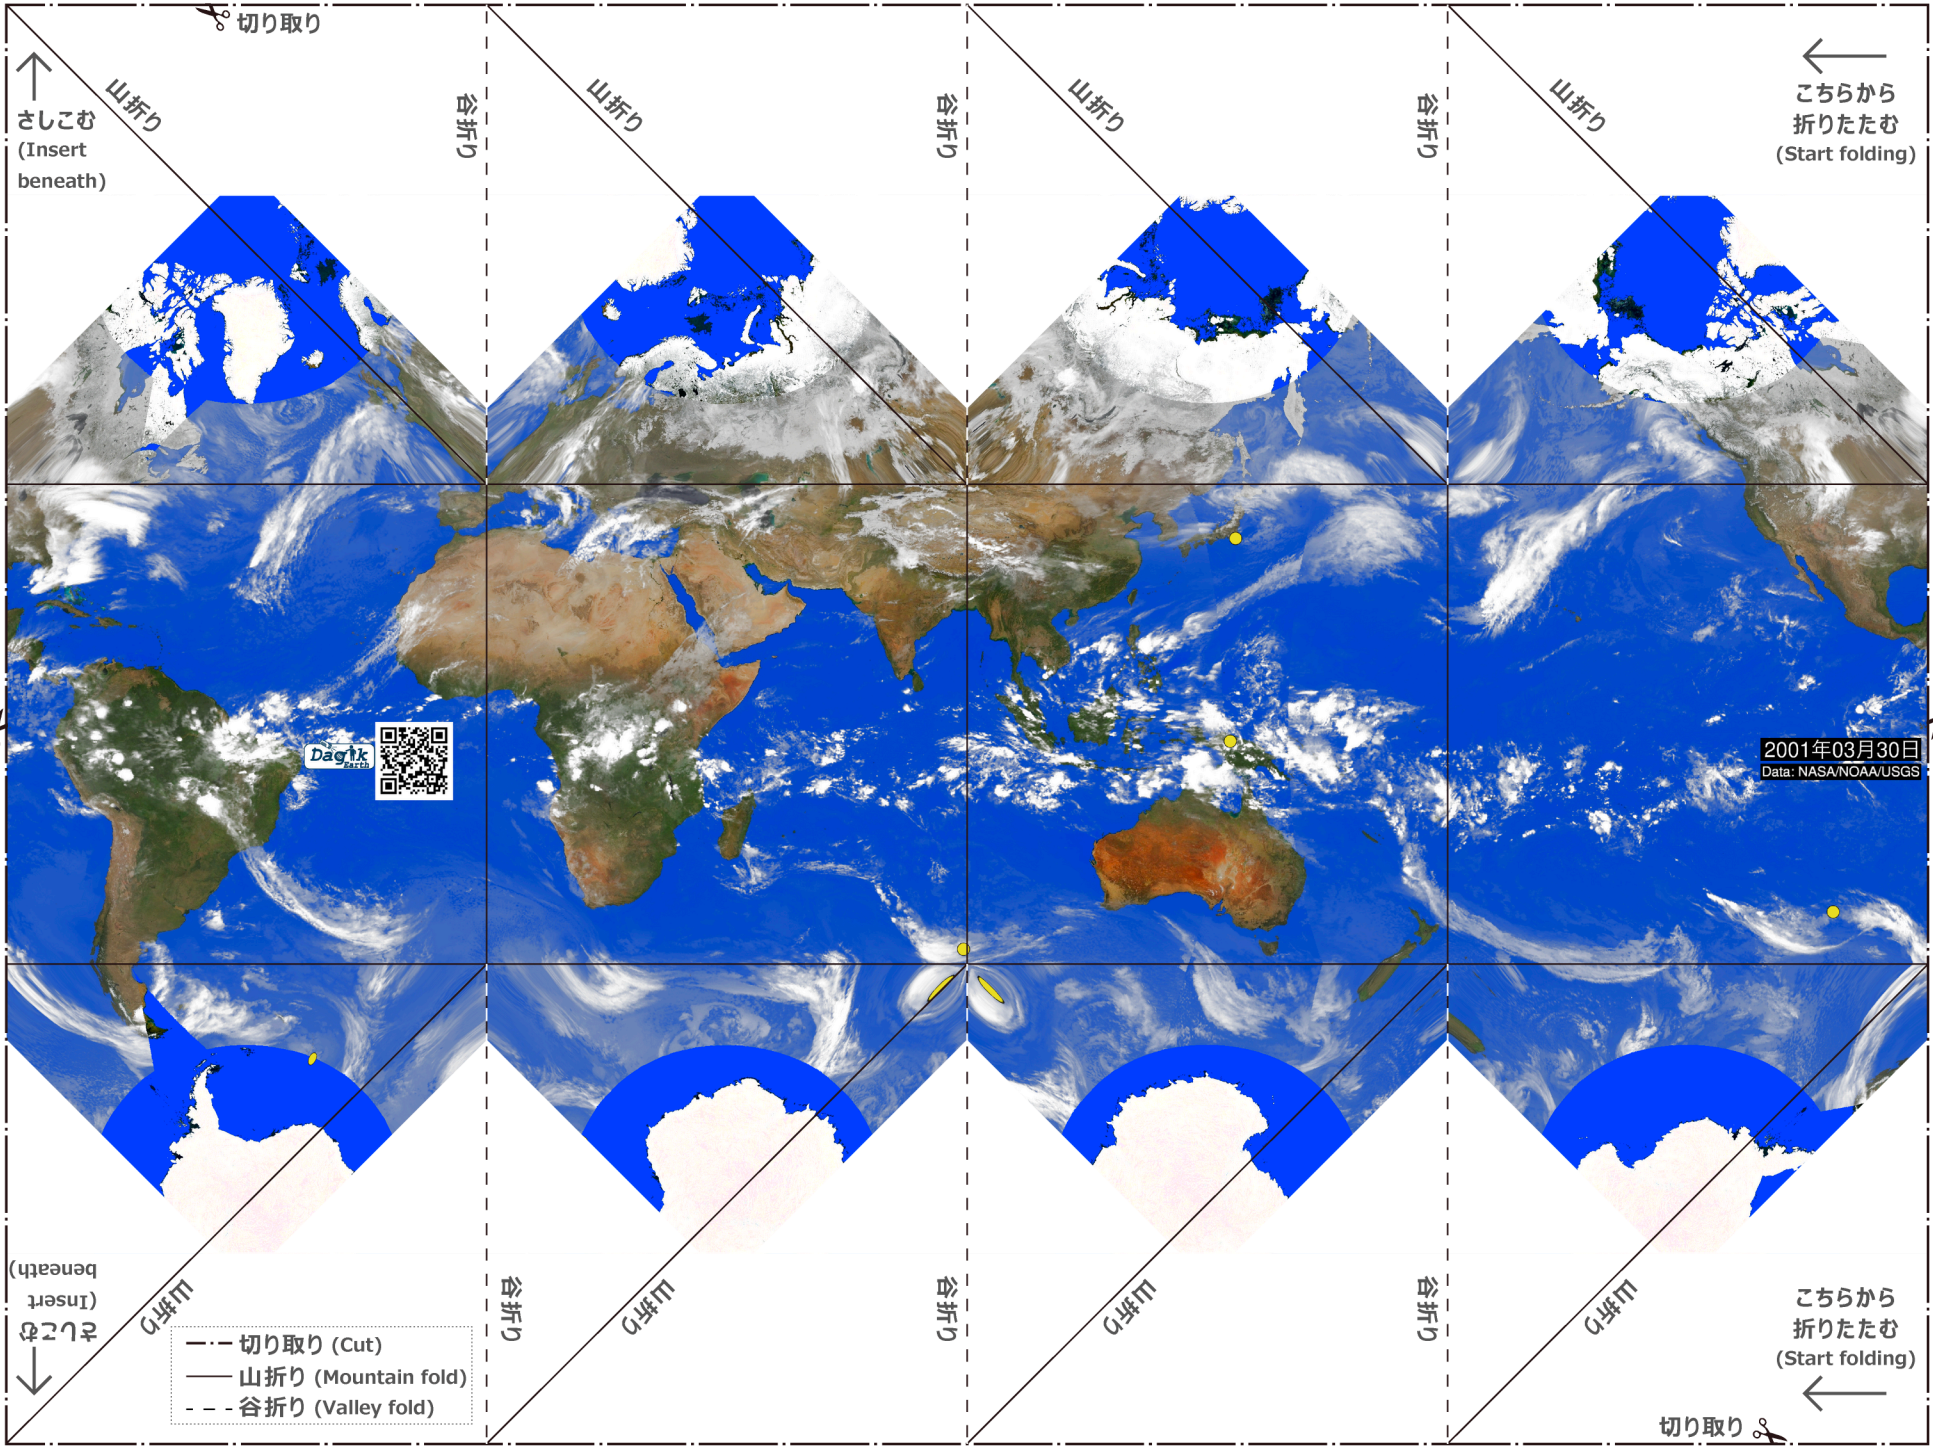 切り取り
山折り
谷折り
山折り
谷折り
山折り
谷折り
山折り
さしこむ
(Insert
beneath)
こちらから
折りたたむ
(Start folding)
Dagik
Earth
2001年03月30日
Data: NASA/NOAA/USGS
さしこむ
(Insert
beneath)
山折り
谷折り
山折り
谷折り
山折り
谷折り
山折り
こちらから
折りたたむ
(Start folding)
切り取り (Cut)
山折り (Mountain fold)
谷折り (Valley fold)
切り取り